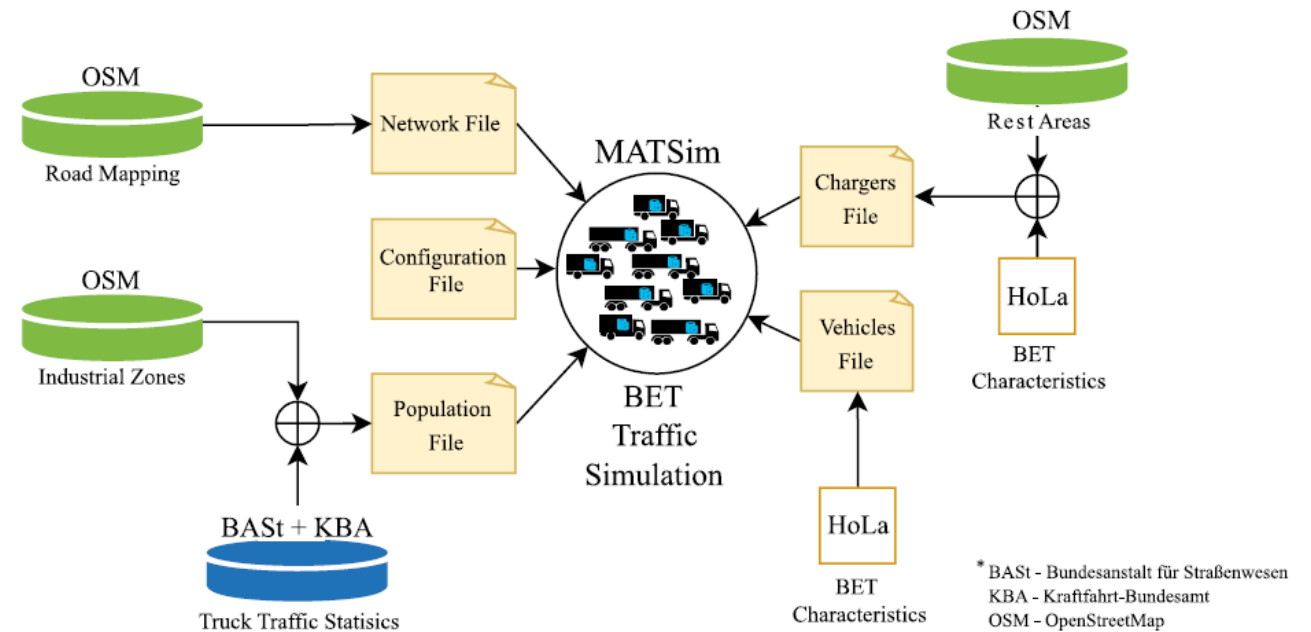 OSM
Road Mapping
Network File
OSM
Industrial Zones
Configuration
File
Population
File
BASt + KBA
Truck Traffic Statisics
MATSim
BET
Traffic
Simulation
OSM
Rest Areas
Chargers
File
HoLa
BET
Characteristics
Vehicles
File
HoLa
BET
Characteristics
* BASt - Bundesanstalt für Straßenwesen
KBA - Kraftfahrt-Bundesamt
OSM - OpenStreetMap